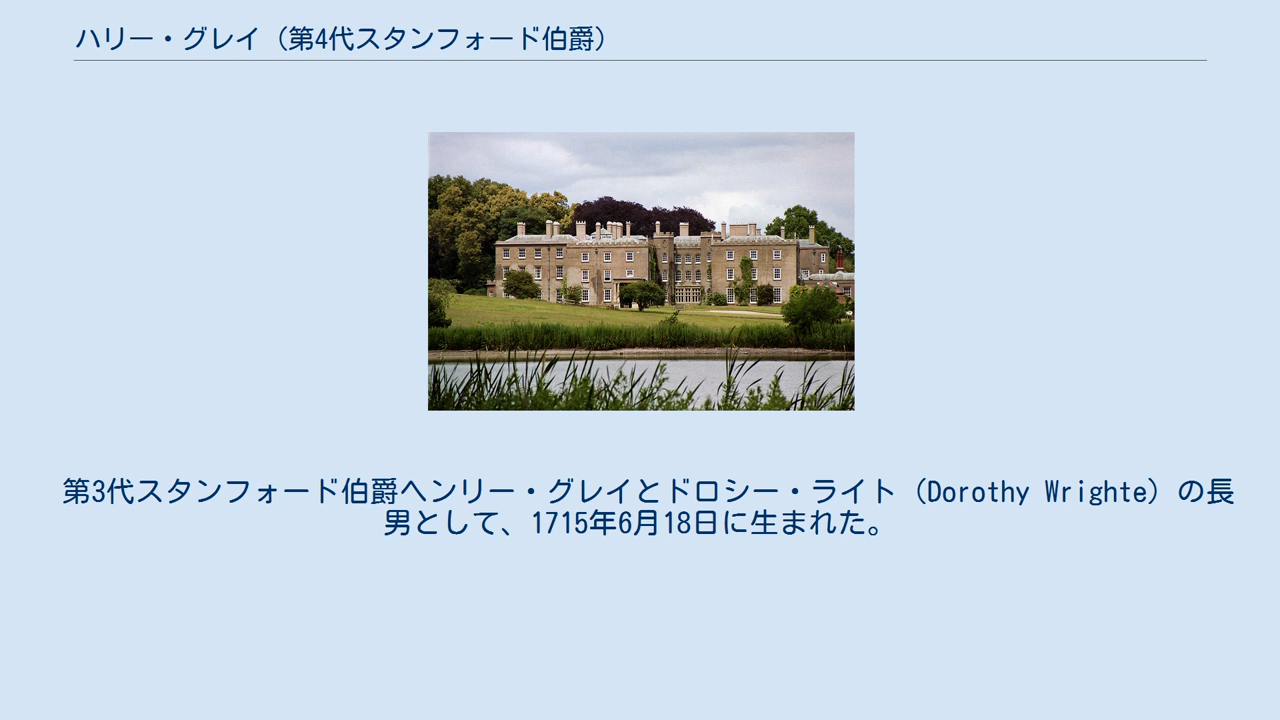 ハリー・グレイ（第4代スタンフォード伯爵）
第3代スタンフォード伯爵ヘンリー・グレイとドロシー・ライト（Dorothy Wrighte）の長
男として、1715年6月18日に生まれた。